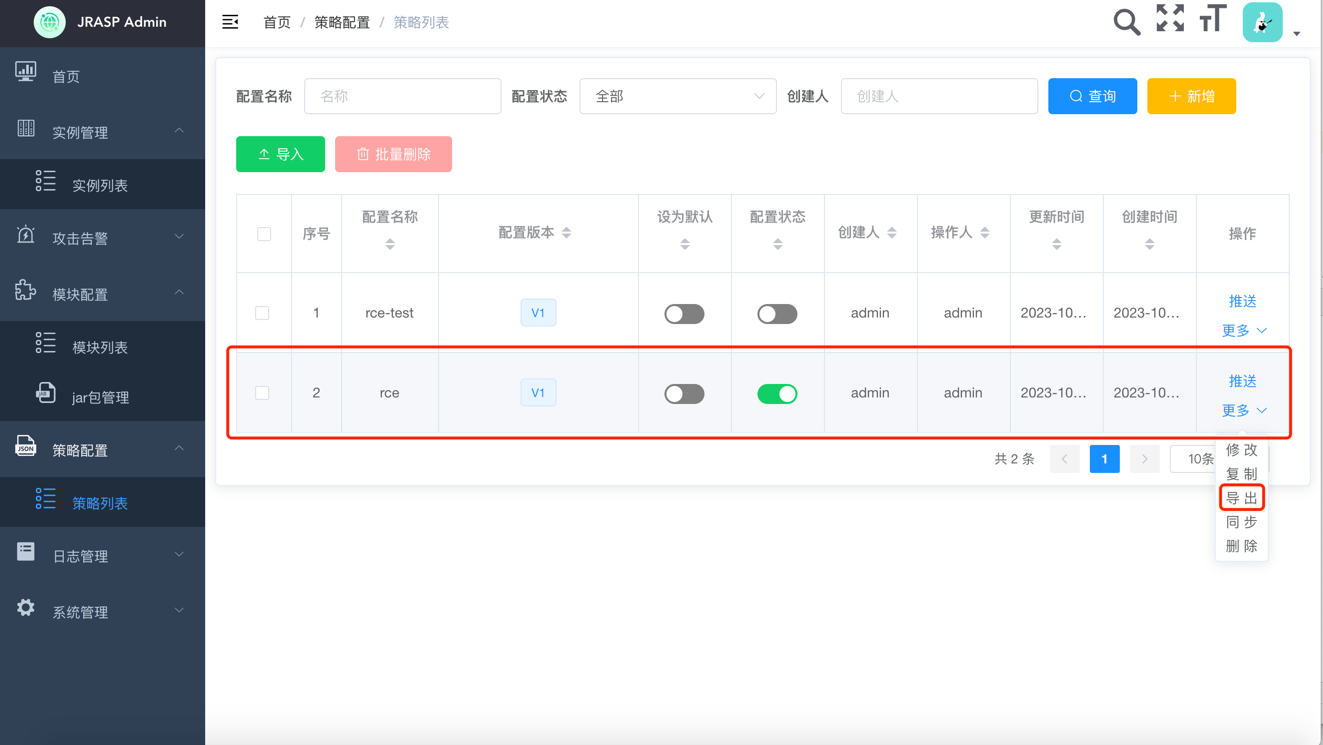 JRASP Admin
首页 / 策略配置 / 策略列表
首页
实例管理
实例列表
攻击告警
模块配置
模块列表
jar包管理
JSON
策略配置
策略列表
日志管理
系统管理
配置名称 名称 配置状态 全部 创建人 创建人 查询 新增
导入 批量删除
序号 配置名称 配置版本 设为默认 配置状态 创建人 操作人 更新时间 创建时间 操作
1 rce-test V1 admin admin 2023-10... 2023-10... 推送
更多
2 rce V1 admin admin 2023-10... 2023-10... 推送
更多
共 2 条 1 10条
修 改
复 制
导 出
同 步
删 除